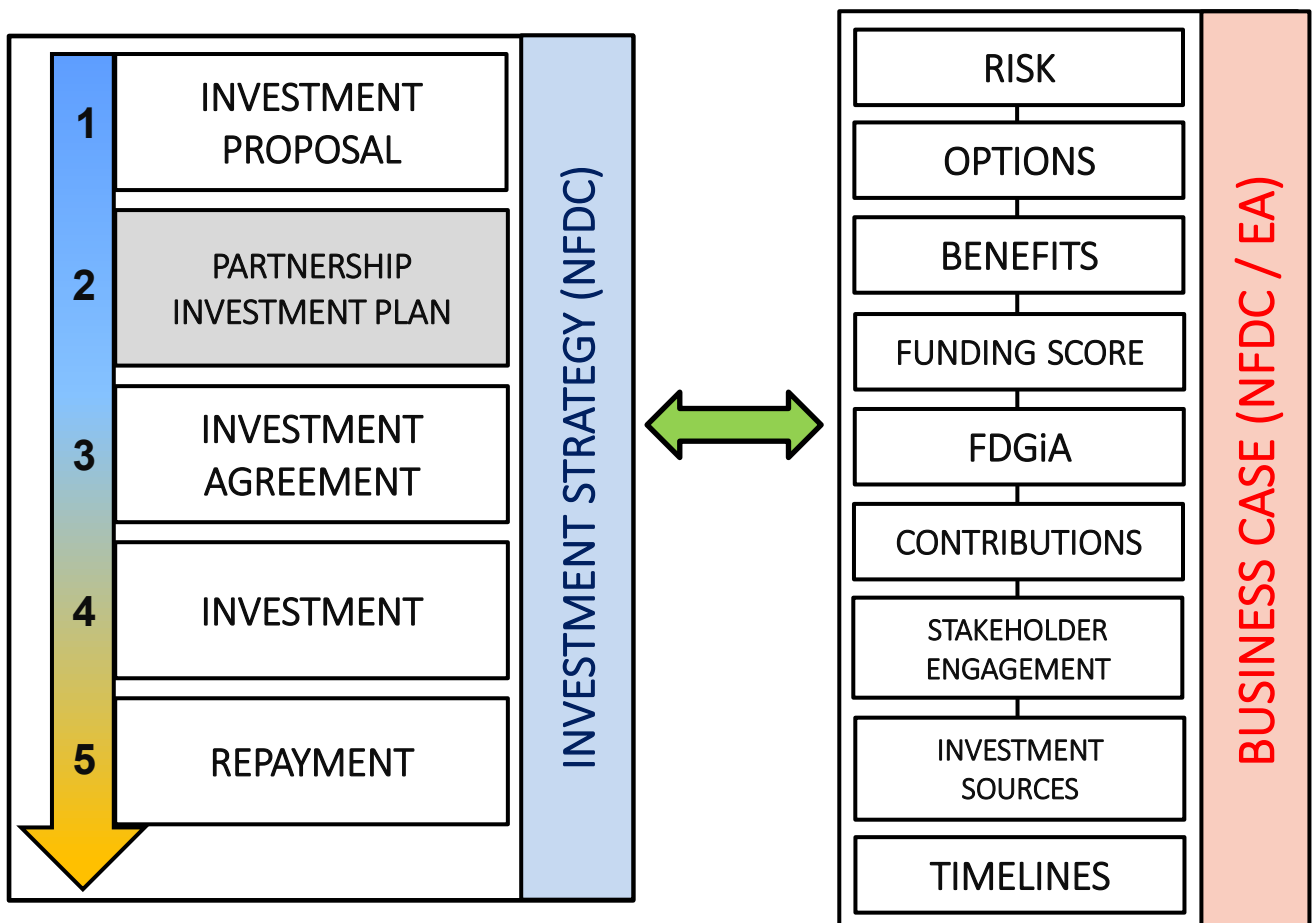 1
INVESTMENT
PROPOSAL
2
PARTNERSHIP
INVESTMENT PLAN
3
INVESTMENT
AGREEMENT
4
INVESTMENT
5
REPAYMENT
INVESTMENT STRATEGY (NFDC)
RISK
OPTIONS
BENEFITS
FUNDING SCORE
FDGiA
CONTRIBUTIONS
STAKEHOLDER
ENGAGEMENT
INVESTMENT
SOURCES
TIMELINES
BUSINESS CASE (NFDC / EA)